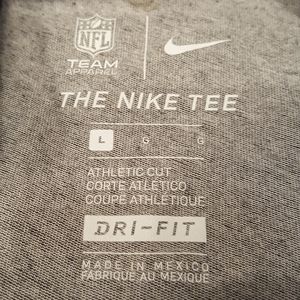 NFL
TEAM
APPAREL
THE NIKE TEE
L G G
ATHLETIC CUT
CORTE ATLÉTICO
COUPE ATHLÉTIQUE
DRI-FIT
MADE IN MEXICO
FABRIQUÉ AU MEXIQUE